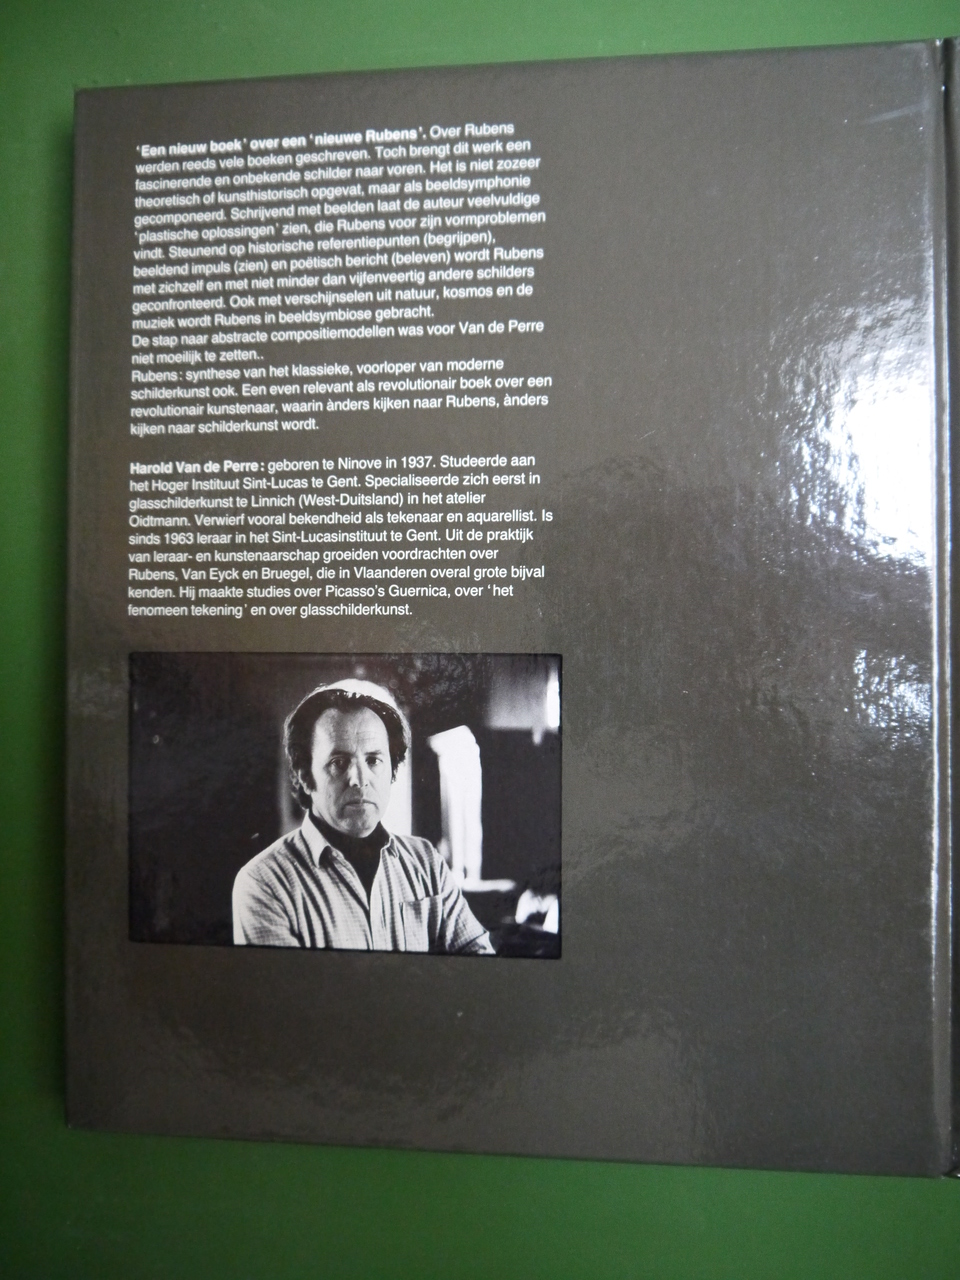 'Een nieuw boek' over een 'nieuwe Rubens'. Over Rubens
werden reeds vele boeken geschreven. Toch brengt dit werk een
fascinerende en onbekende schilder naar voren. Het is niet zozeer
theoretisch of kunsthistorisch opgevat, maar als beeldsymphonie
gecomponeerd. Schrijvend met beelden laat de auteur veelvuldige
'plastische oplossingen' zien, die Rubens voor zijn vormproblemen
vindt. Steunend op historische referentiepunten (begrijpen),
beeldend impuls (zien) en poëtisch bericht (beleven) wordt Rubens
met zichzelf en met niet minder dan vijfenveertig andere schilders
geconfronteerd. Ook met verschijnselen uit natuur, kosmos en de
muziek wordt Rubens in beeldsymbiose gebracht.
De stap naar abstracte compositiemodellen was voor Van de Perre
niet moeilijk te zetten..
Rubens: synthese van het klassieke, voorloper van moderne
schilderkunst ook. Een even relevant als revolutionair boek over een
revolutionair kunstenaar, waarin ànders kijken naar Rubens, ànders
kijken naar schilderkunst wordt.
Harold Van de Perre: geboren te Ninove in 1937. Studeerde aan
het Hoger Instituut Sint-Lucas te Gent. Specialiseerde zich eerst in
glasschilderkunst te Linnich (West-Duitsland) in het atelier
Oidtmann. Verwierf vooral bekendheid als tekenaar en aquarellist. Is
sinds 1963 leraar in het Sint-Lucasinstituut te Gent. Uit de praktijk
van leraar- en kunstenaarschap groeiden voordrachten over
Rubens, Van Eyck en Bruegel, die in Vlaanderen overal grote bijval
kenden. Hij maakte studies over Picasso's Guernica, over 'het
fenomeen tekening' en over glasschilderkunst.